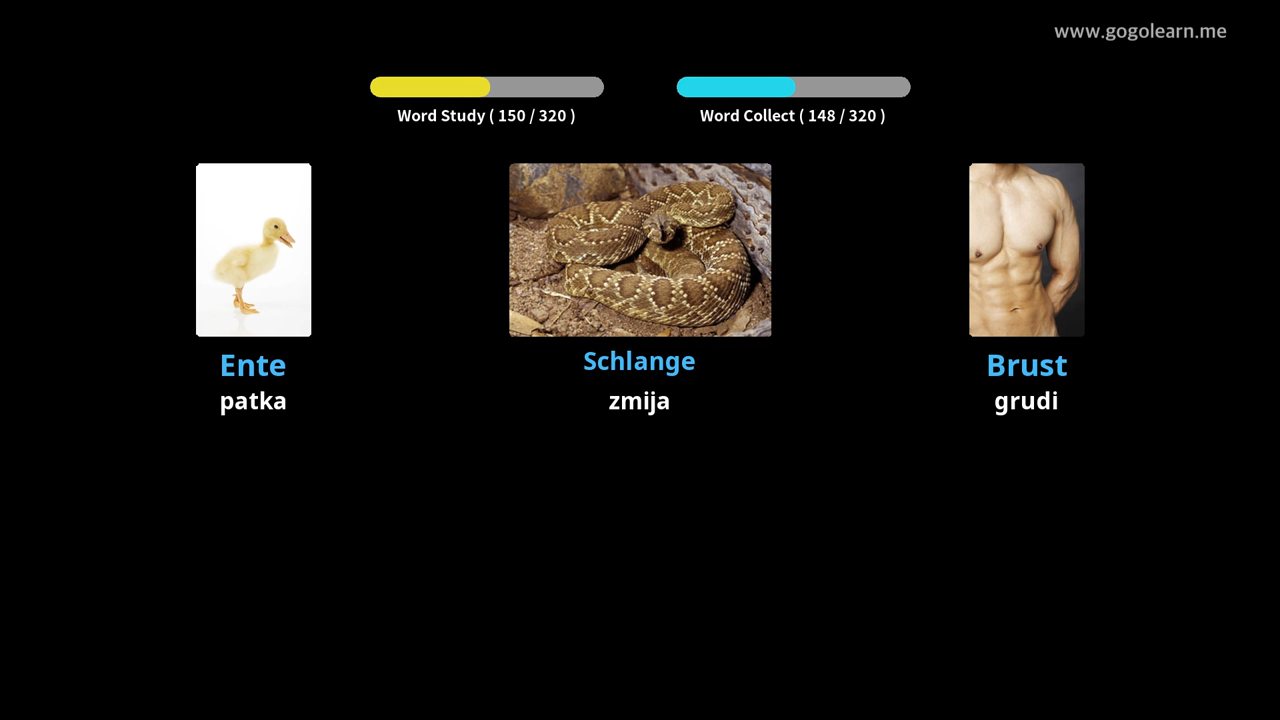 www.gogolearn.me
Word Study ( 150 / 320 )
Word Collect ( 148 / 320 )
Ente
Schlange
Brust
patka
zmija
grudi